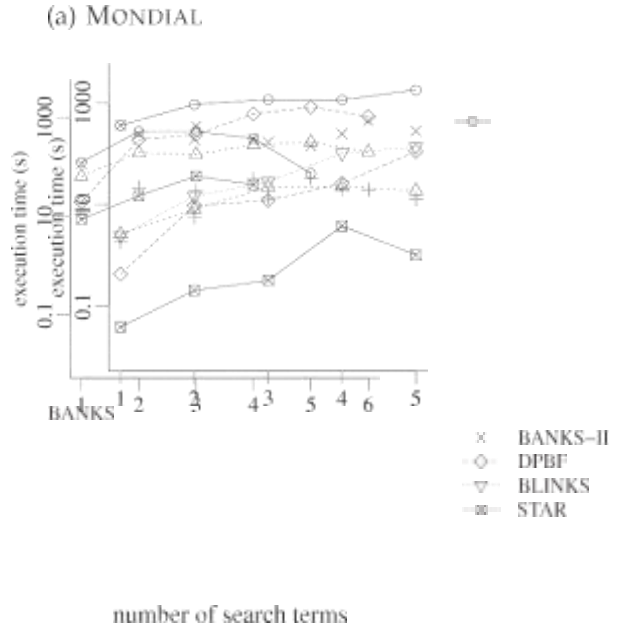 (a) MONDIAL
execution time (s)
execution time (s)
1000
1000
10
10
0.1
0.1
1 2 3 4 5 6
1 3 3 4 5
BANKS
BANKS-II
DPBF
BLINKS
STAR
number of search terms